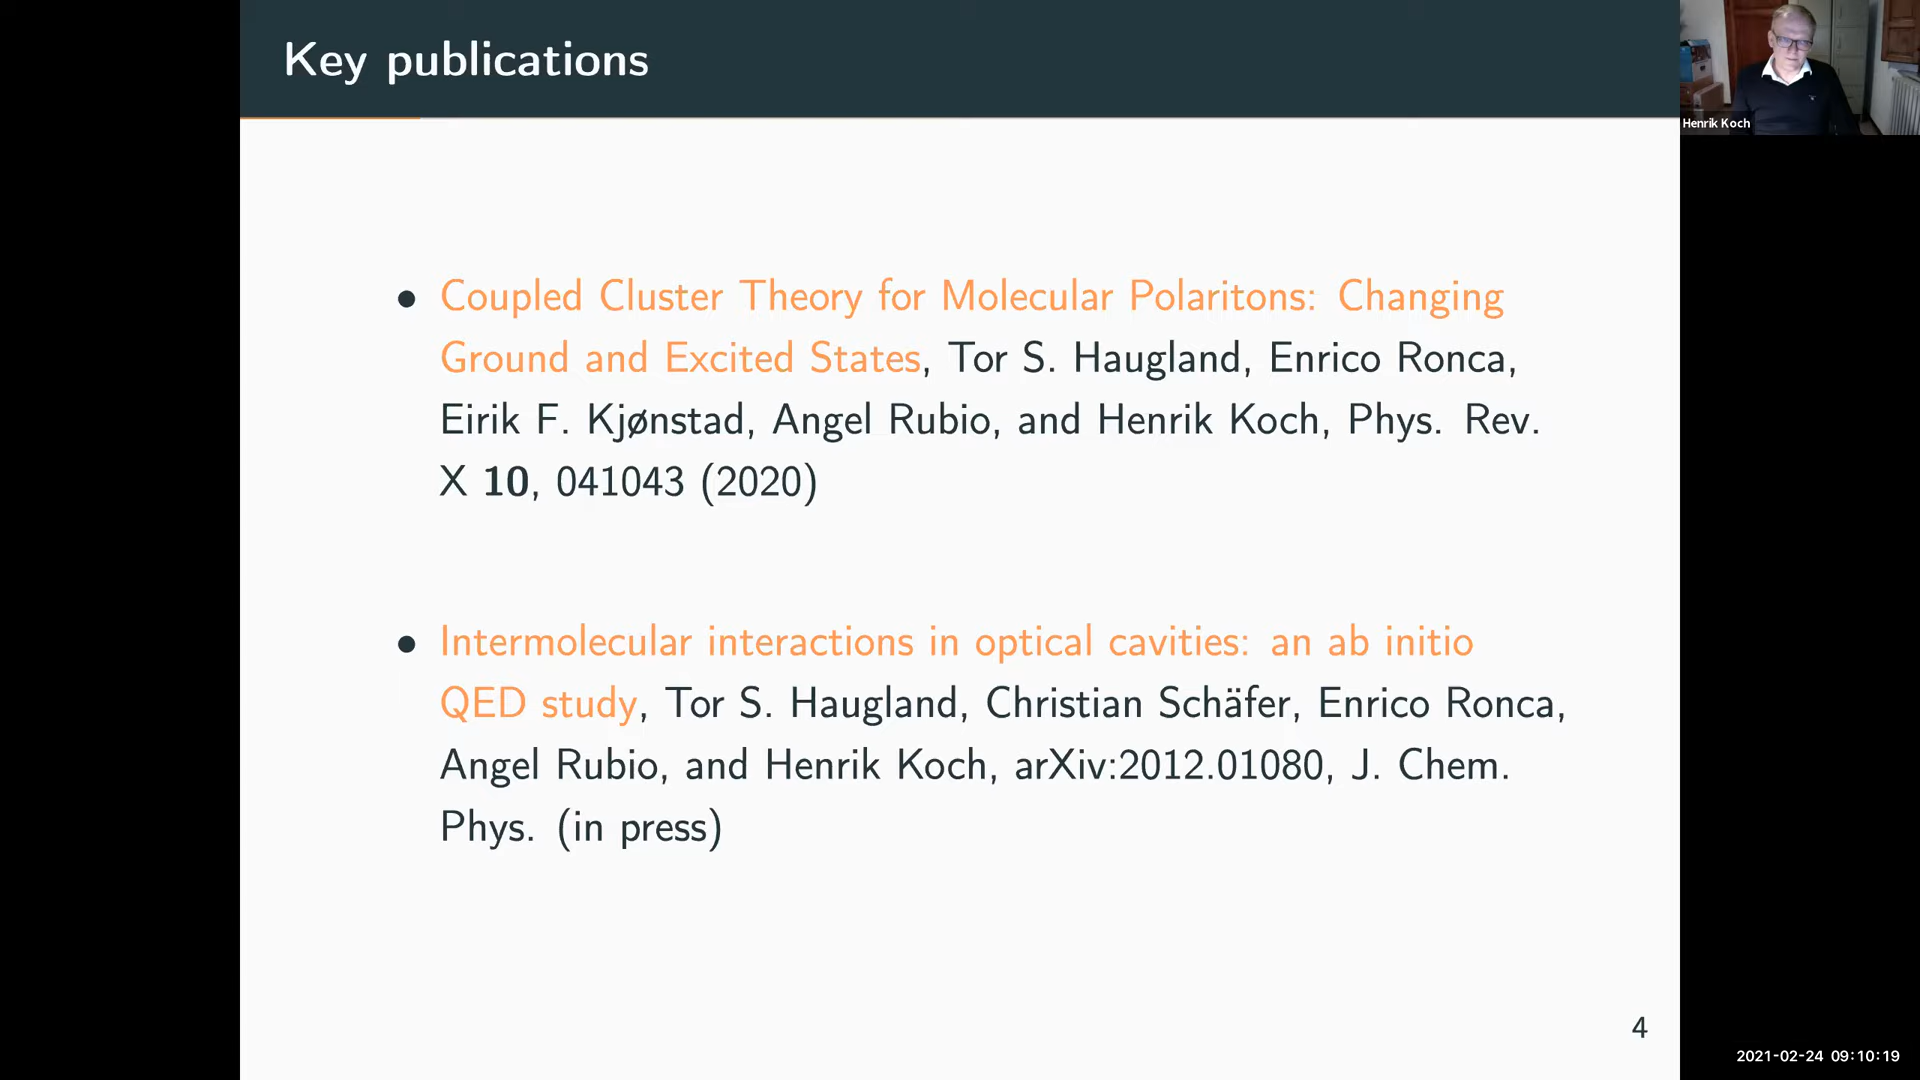 Key publications
Henrik Koch
• Coupled Cluster Theory for Molecular Polaritons: Changing
Ground and Excited States, Tor S. Haugland, Enrico Ronca,
Eirik F. Kjønstad, Angel Rubio, and Henrik Koch, Phys. Rev.
X 10, 041043 (2020)
• Intermolecular interactions in optical cavities: an ab initio
QED study, Tor S. Haugland, Christian Schäfer, Enrico Ronca,
Angel Rubio, and Henrik Koch, arXiv:2012.01080, J. Chem.
Phys. (in press)
4
2021-02-24 09:10:19